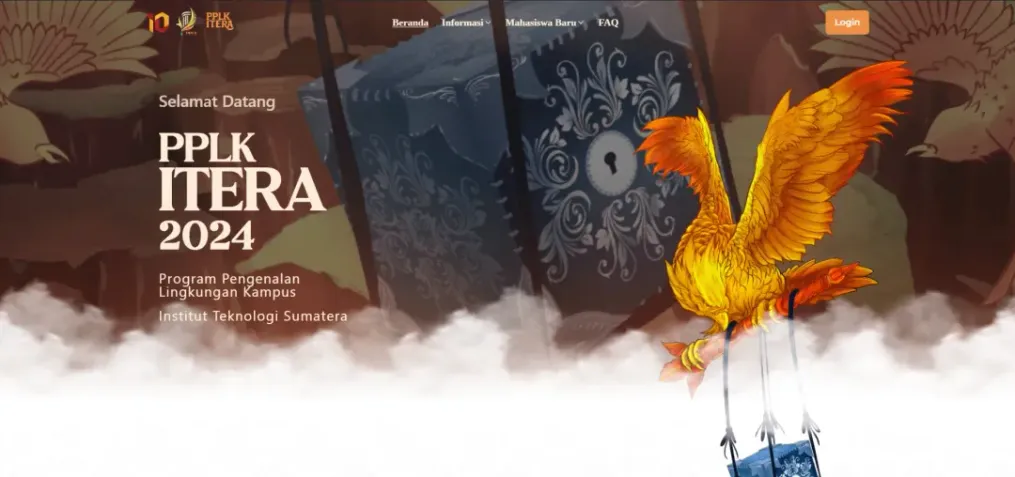 PPLK
ITERA
Beranda
Informasi
Mahasiswa Baru
FAQ
Login
Selamat Datang
PPLK
ITERA
2024
Program Pengenalan
Lingkungan Kampus
Institut Teknologi Sumatera